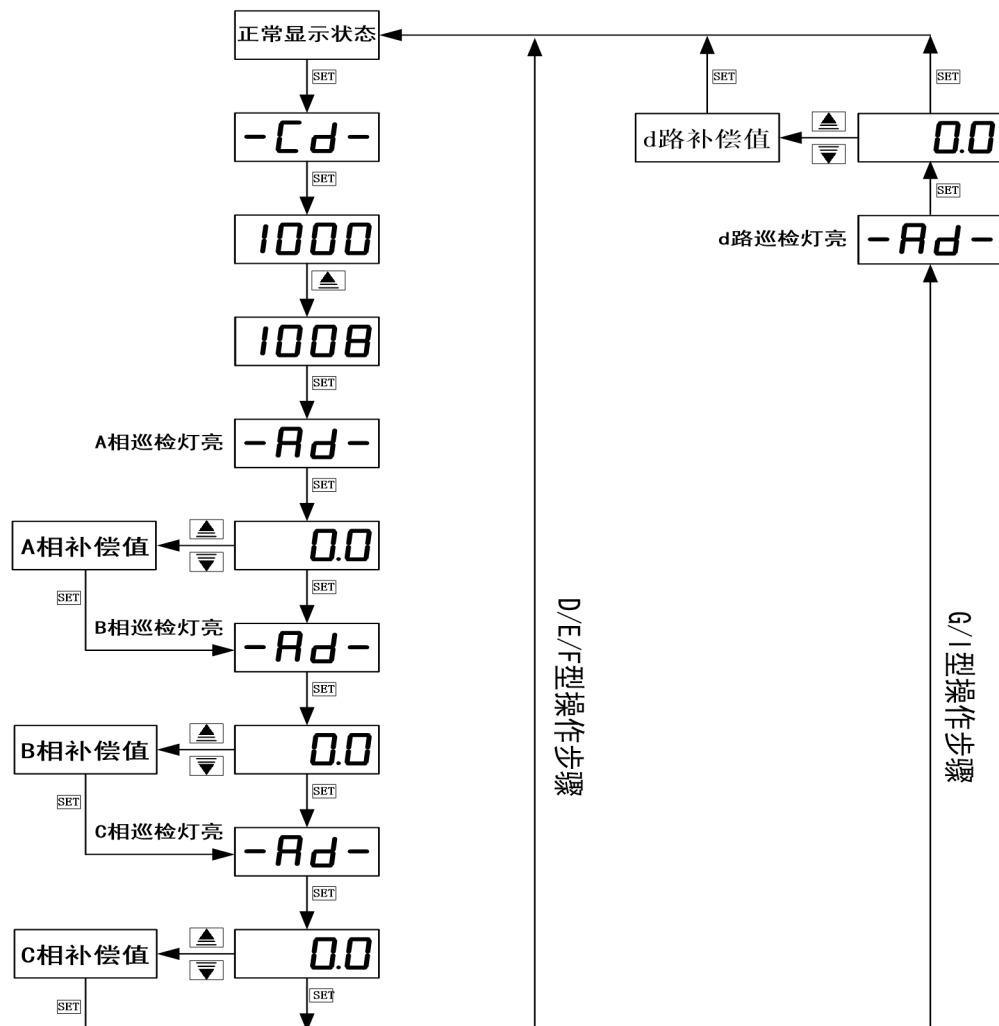 正常显示状态
SET
-Cd-
SET
1000
1008
SET
A相巡检灯亮
-Ad-
SET
A相补偿值
0.0
SET
SET
B相巡检灯亮
-Ad-
SET
B相补偿值
0.0
SET
SET
C相巡检灯亮
-Ad-
SET
C相补偿值
0.0
SET
SET
D/E/F型操作步骤
SET
SET
d路补偿值
0.0
SET
d路巡检灯亮
-Ad-
G/I型操作步骤